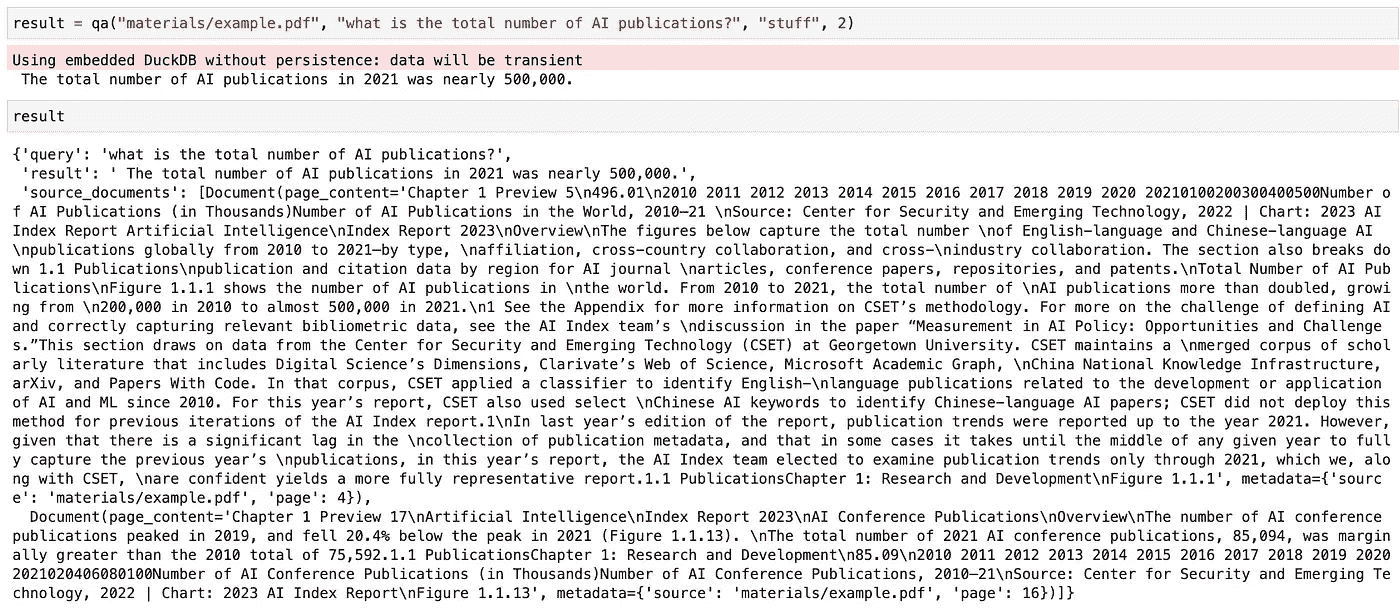 result = qa("materials/example.pdf", "what is the total number of AI publications?", "stuff", 2)
Using embedded DuckDB without persistence: data will be transient
The total number of AI publications in 2021 was nearly 500,000.
result
{'query': 'what is the total number of AI publications?',
'result': ' The total number of AI publications in 2021 was nearly 500,000.',
'source_documents': [Document(page_content='Chapter 1 Preview 5\n496.01\n2010 2011 2012 2013 2014 2015 2016 2017 2018 2019 2020 20210100200300400500Number o
f AI Publications (in Thousands)Number of AI Publications in the World, 2010–21 \nSource: Center for Security and Emerging Technology, 2022 | Chart: 2023 AI
Index Report Artificial Intelligence\nIndex Report 2023\nOverview\nThe figures below capture the total number \nof English-language and Chinese-language AI
\npublications globally from 2010 to 2021—by type, \naffiliation, cross-country collaboration, and cross-\nindustry collaboration. The section also breaks do
wn 1.1 Publications\npublication and citation data by region for AI journal \narticles, conference papers, repositories, and patents.\nTotal Number of AI Pub
lications\nFigure 1.1.1 shows the number of AI publications in \nthe world. From 2010 to 2021, the total number of \nAI publications more than doubled, growi
ng from \n200,000 in 2010 to almost 500,000 in 2021.\n1 See the Appendix for more information on CSET’s methodology. For more on the challenge of defining AI
and correctly capturing relevant bibliometric data, see the AI Index team’s \ndiscussion in the paper “Measurement in AI Policy: Opportunities and Challenge
s.”This section draws on data from the Center for Security and Emerging Technology (CSET) at Georgetown University. CSET maintains a \nmerged corpus of schol
arly literature that includes Digital Science’s Dimensions, Clarivate’s Web of Science, Microsoft Academic Graph, \nChina National Knowledge Infrastructure,
arXiv, and Papers With Code. In that corpus, CSET applied a classifier to identify English-\nlanguage publications related to the development or application
of AI and ML since 2010. For this year’s report, CSET also used select \nChinese AI keywords to identify Chinese-language AI papers; CSET did not deploy this
method for previous iterations of the AI Index report.1\nIn last year’s edition of the report, publication trends were reported up to the year 2021. However,
given that there is a significant lag in the \ncollection of publication metadata, and that in some cases it takes until the middle of any given year to full
y capture the previous year’s \npublications, in this year’s report, the AI Index team elected to examine publication trends only through 2021, which we, alo
ng with CSET, \nare confident yields a more fully representative report.1.1 PublicationsChapter 1: Research and Development\nFigure 1.1.1', metadata={'sourc
e': 'materials/example.pdf', 'page': 4}),
Document(page_content='Chapter 1 Preview 17\nArtificial Intelligence\nIndex Report 2023\nAI Conference Publications\nOverview\nThe number of AI conference
publications peaked in 2019, and fell 20.4% below the peak in 2021 (Figure 1.1.13). \nThe total number of 2021 AI conference publications, 85,094, was margin
ally greater than the 2010 total of 75,592.1.1 PublicationsChapter 1: Research and Development\n85.09\n2010 2011 2012 2013 2014 2015 2016 2017 2018 2019 2020
2021020406080100Number of AI Conference Publications (in Thousands)Number of AI Conference Publications, 2010–21\nSource: Center for Security and Emerging Te
chnology, 2022 | Chart: 2023 AI Index Report\nFigure 1.1.13', metadata={'source': 'materials/example.pdf', 'page': 16})]}